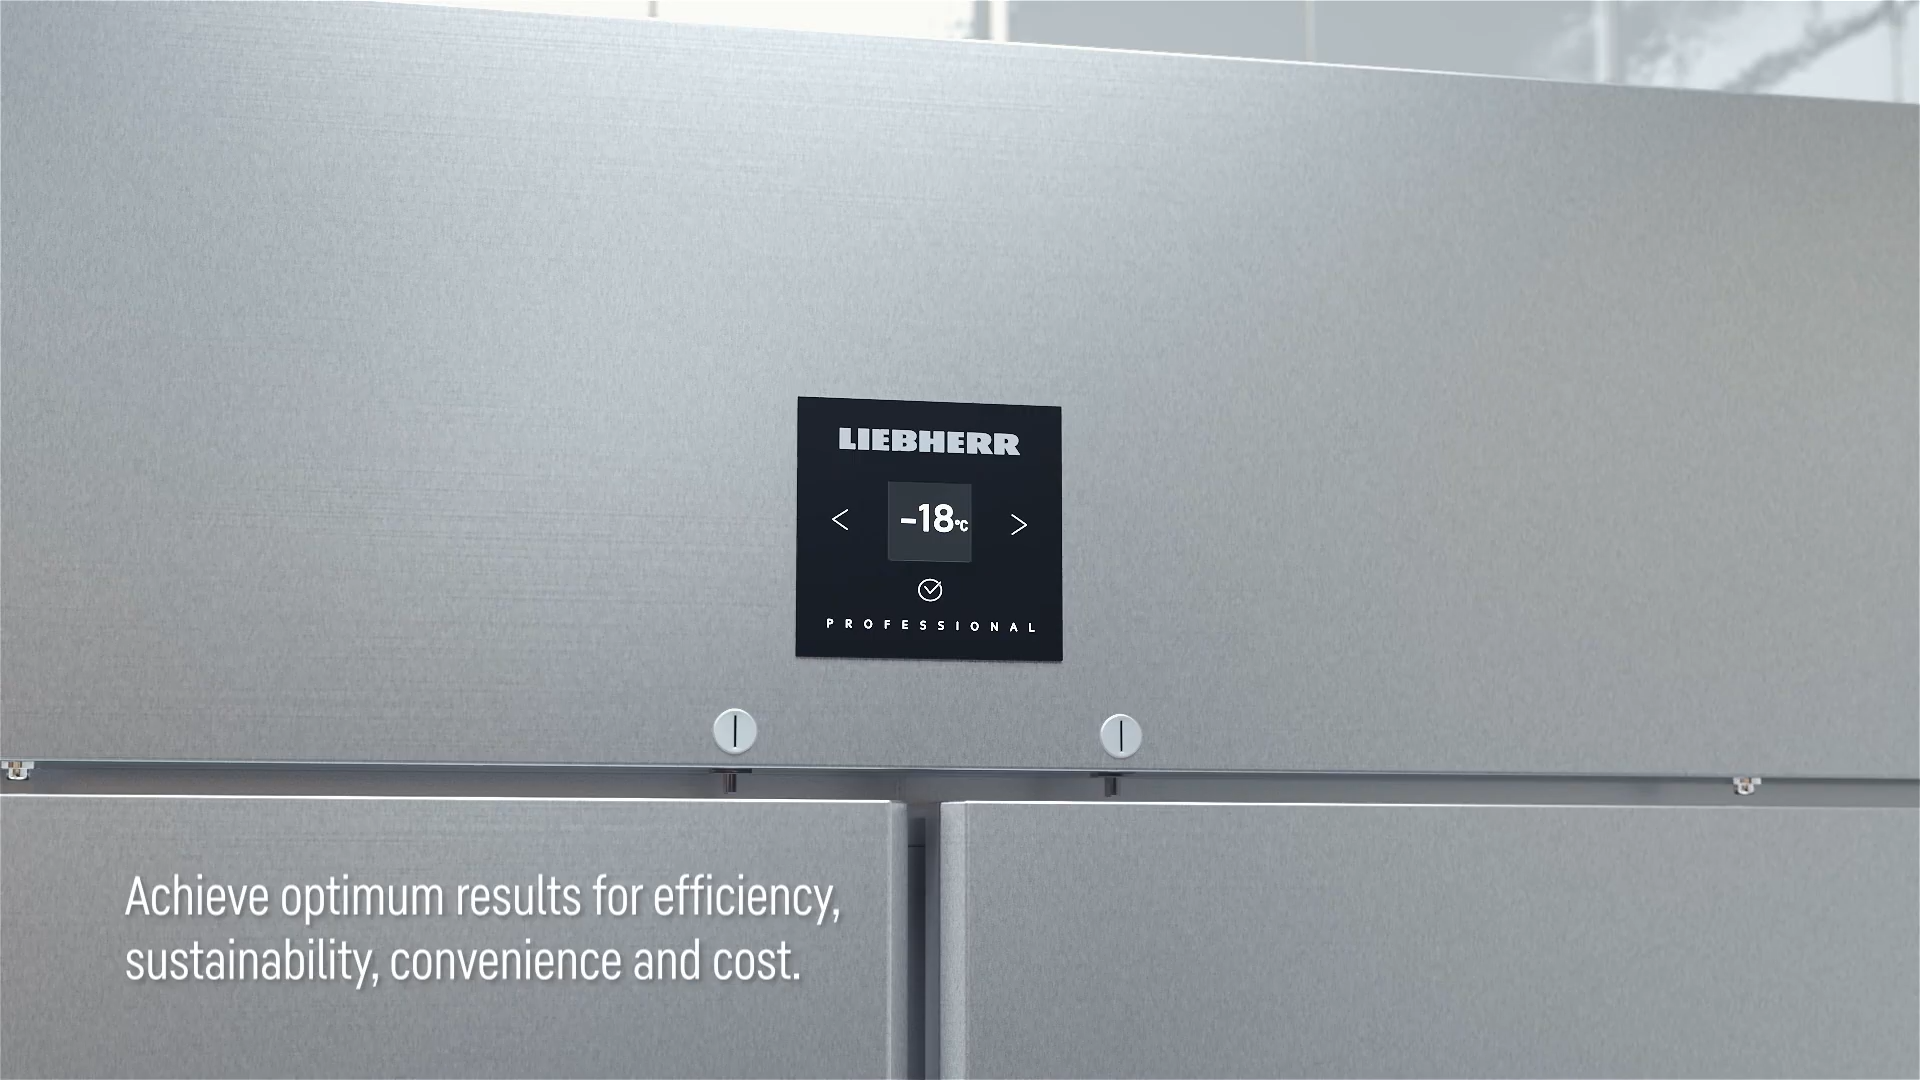 LIEBHERR
< -18°C >
PROFESSIONAL
Achieve optimum results for efficiency,
sustainability, convenience and cost.